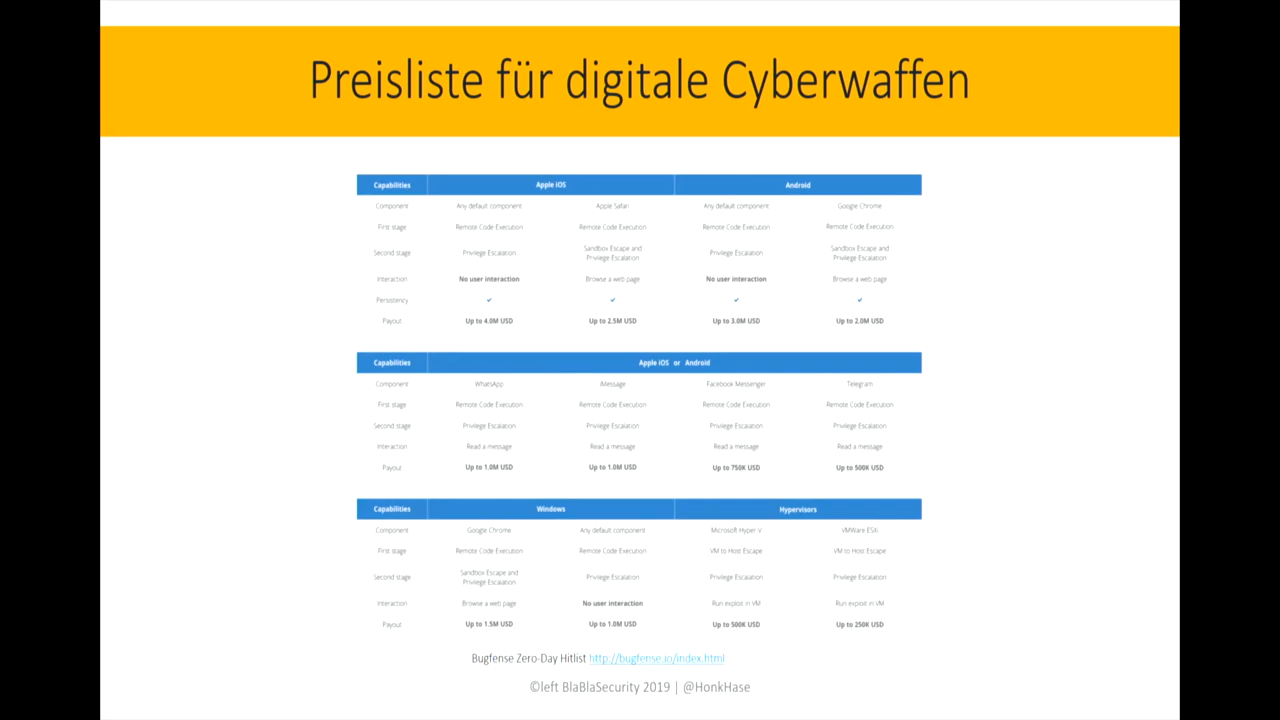 Preisliste für digitale Cyberwaffen
Capabilities Apple iOS Android
Component Any default component Apple Safari Any default component Google Chrome
First stage Remote Code Execution Remote Code Execution Remote Code Execution Remote Code Execution
Second stage Privilege Escalation Sandbox Escape and Privilege Escalation Privilege Escalation Sandbox Escape and Privilege Escalation
Interaction No user interaction Browse a web page No user interaction Browse a web page
Persistency ✓ ✓ ✓ ✓
Payout Up to 4.0M USD Up to 2.5M USD Up to 3.0M USD Up to 2.0M USD
Capabilities Apple iOS or Android
Component WhatsApp iMessage Facebook Messenger Telegram
First stage Remote Code Execution Remote Code Execution Remote Code Execution Remote Code Execution
Second stage Privilege Escalation Privilege Escalation Privilege Escalation Privilege Escalation
Interaction Read a message Read a message Read a message Read a message
Payout Up to 1.0M USD Up to 1.0M USD Up to 750K USD Up to 500K USD
Capabilities Windows Hypervisors
Component Google Chrome Any default component Microsoft Hyper-V VMWare ESXi
First stage Remote Code Execution Remote Code Execution VM to Host Escape VM to Host Escape
Second stage Sandbox Escape and Privilege Escalation Privilege Escalation Privilege Escalation Privilege Escalation
Interaction Browse a web page No user interaction Run exploit in VM Run exploit in VM
Payout Up to 1.5M USD Up to 1.0M USD Up to 500K USD Up to 250K USD
Bugfense Zero-Day Hitlist http://bugfense.io/index.html
©left BlaBlaSecurity 2019 | @HonkHase